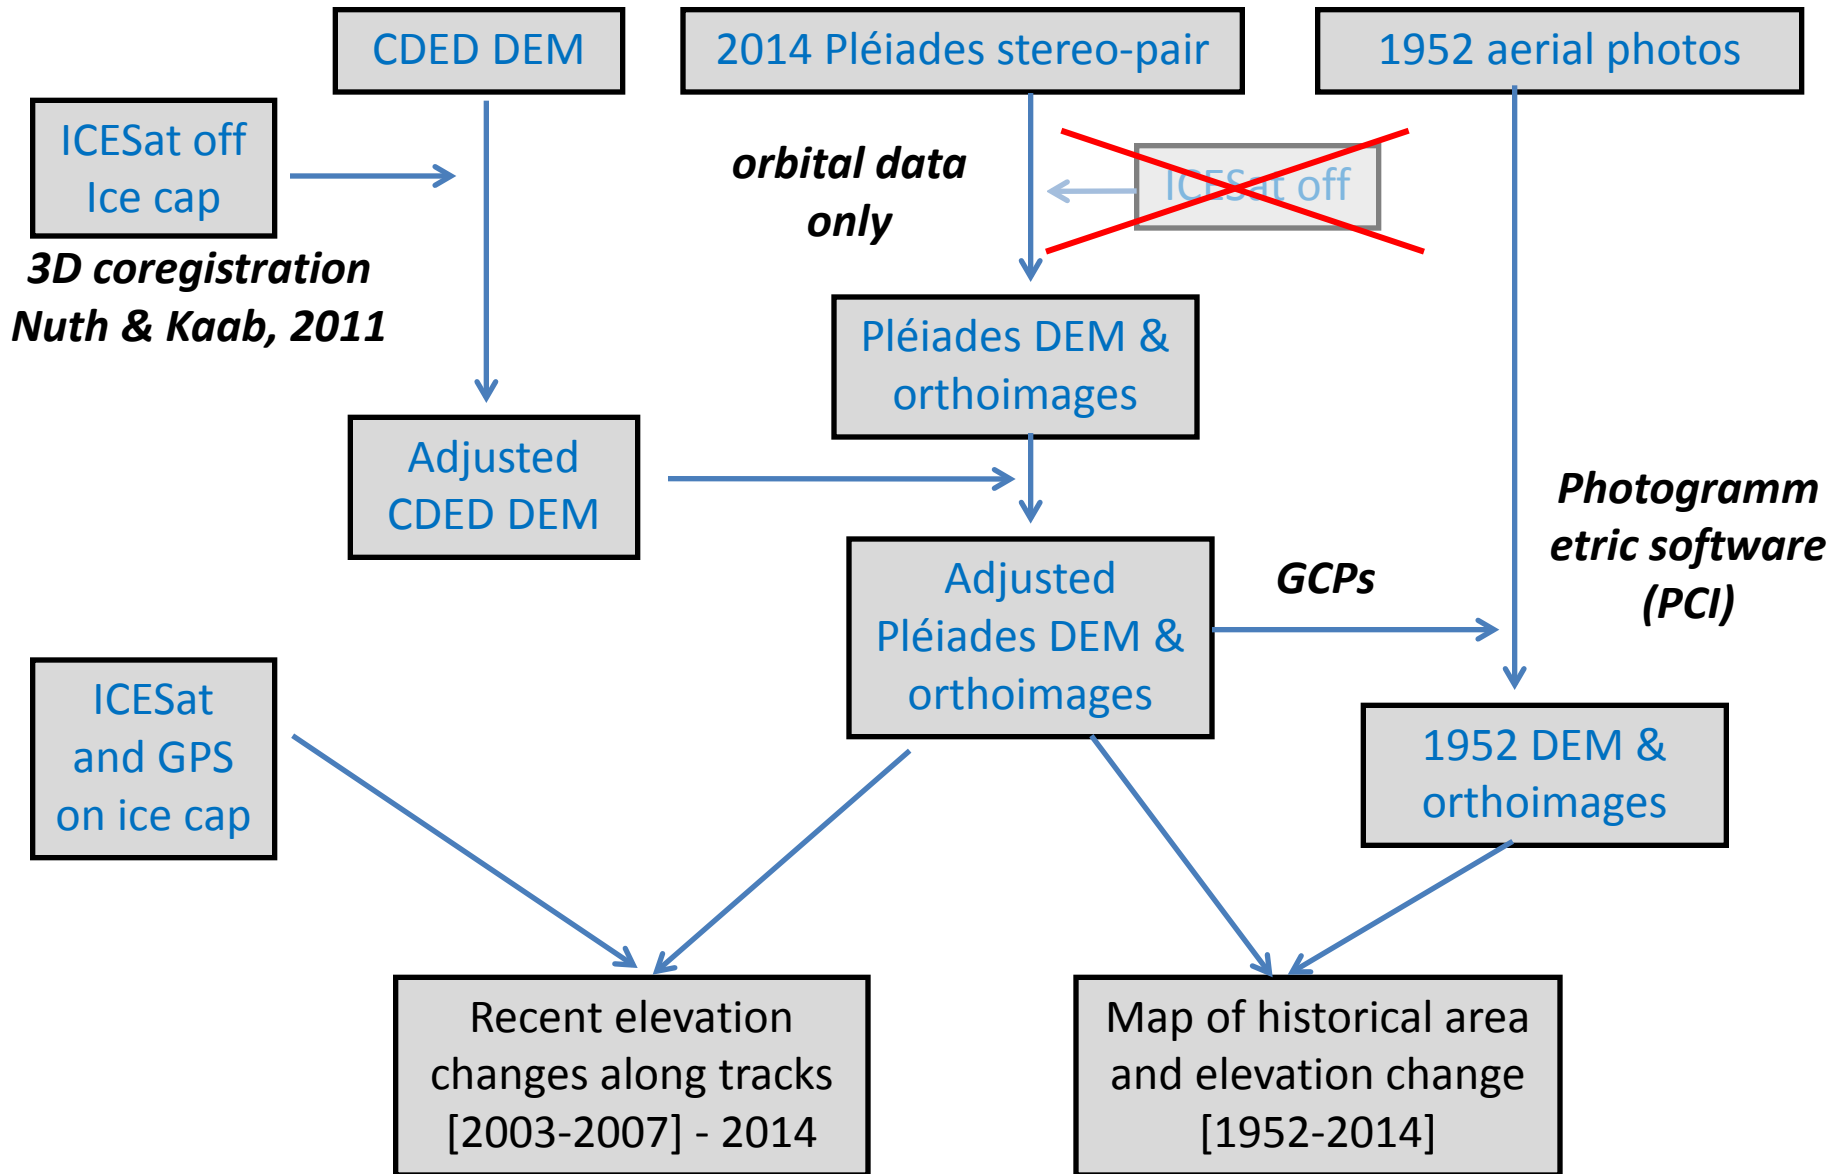 CDED DEM
2014 Pléiades stereo-pair
1952 aerial photos
ICESat off
Ice cap
3D coregistration
Nuth & Kaab, 2011
orbital data
only
ICESat off
Pléiades DEM &
orthoimages
Adjusted
CDED DEM
Photogramm
etric software
(PCI)
Adjusted
Pléiades DEM &
orthoimages
GCPs
ICESat
and GPS
on ice cap
1952 DEM &
orthoimages
Recent elevation
changes along tracks
[2003-2007] - 2014
Map of historical area
and elevation change
[1952-2014]